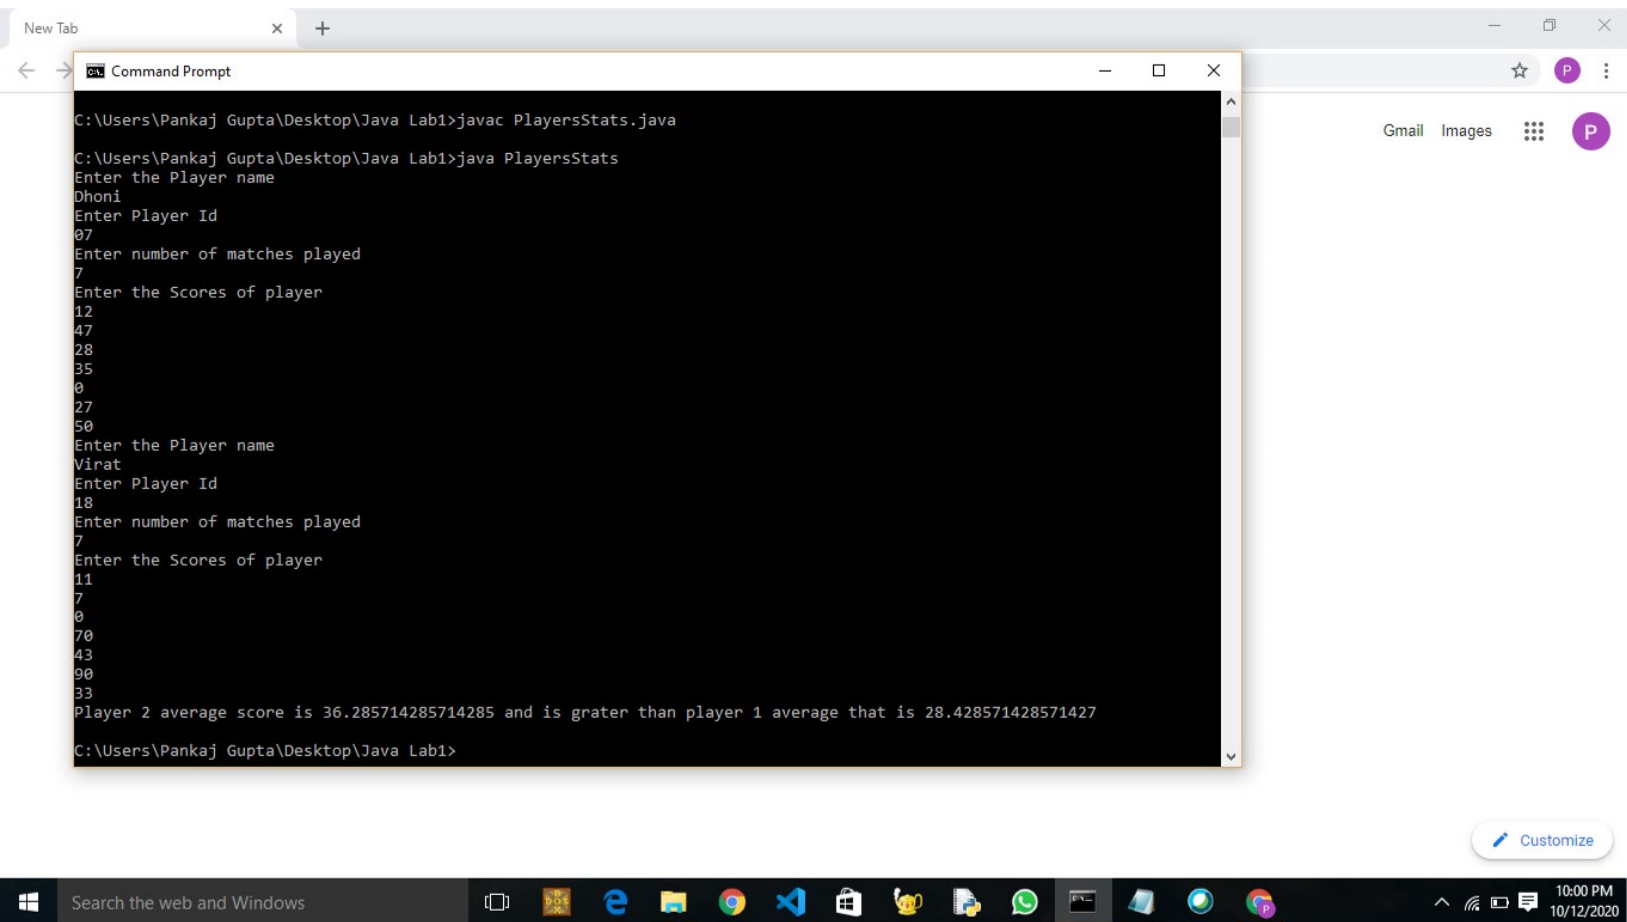 New Tab
Command Prompt
Gmail Images
P
P
C:\Users\Pankaj Gupta\Desktop\Java Lab1>javac PlayersStats.java
C:\Users\Pankaj Gupta\Desktop\Java Lab1>java PlayersStats
Enter the Player name
Dhoni
Enter Player Id
07
Enter number of matches played
7
Enter the Scores of player
12
47
28
35
0
27
50
Enter the Player name
Virat
Enter Player Id
18
Enter number of matches played
7
Enter the Scores of player
11
7
0
70
43
90
33
Player 2 average score is 36.285714285714285 and is grater than player 1 average that is 28.428571428571427
C:\Users\Pankaj Gupta\Desktop\Java Lab1>
Customize
Search the web and Windows
10:00 PM
10/12/2020